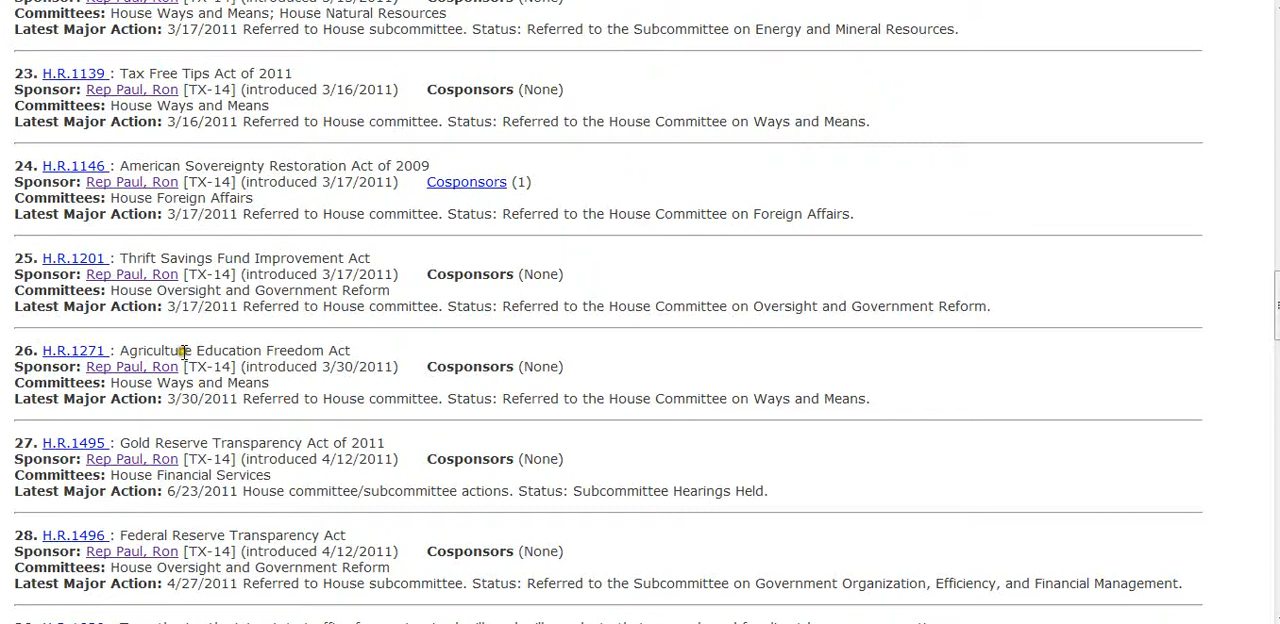 Committees: House Ways and Means; House Natural Resources
Latest Major Action: 3/17/2011 Referred to House subcommittee. Status: Referred to the Subcommittee on Energy and Mineral Resources.
23. H.R.1139 : Tax Free Tips Act of 2011
Sponsor: Rep Paul, Ron [TX-14] (introduced 3/16/2011) Cosponsors (None)
Committees: House Ways and Means
Latest Major Action: 3/16/2011 Referred to House committee. Status: Referred to the House Committee on Ways and Means.
24. H.R.1146 : American Sovereignty Restoration Act of 2009
Sponsor: Rep Paul, Ron [TX-14] (introduced 3/17/2011) Cosponsors (1)
Committees: House Foreign Affairs
Latest Major Action: 3/17/2011 Referred to House committee. Status: Referred to the House Committee on Foreign Affairs.
25. H.R.1201 : Thrift Savings Fund Improvement Act
Sponsor: Rep Paul, Ron [TX-14] (introduced 3/17/2011) Cosponsors (None)
Committees: House Oversight and Government Reform
Latest Major Action: 3/17/2011 Referred to House committee. Status: Referred to the House Committee on Oversight and Government Reform.
26. H.R.1271 : Agriculture Education Freedom Act
Sponsor: Rep Paul, Ron [TX-14] (introduced 3/30/2011) Cosponsors (None)
Committees: House Ways and Means
Latest Major Action: 3/30/2011 Referred to House committee. Status: Referred to the House Committee on Ways and Means.
27. H.R.1495 : Gold Reserve Transparency Act of 2011
Sponsor: Rep Paul, Ron [TX-14] (introduced 4/12/2011) Cosponsors (None)
Committees: House Financial Services
Latest Major Action: 6/23/2011 House committee/subcommittee actions. Status: Subcommittee Hearings Held.
28. H.R.1496 : Federal Reserve Transparency Act
Sponsor: Rep Paul, Ron [TX-14] (introduced 4/12/2011) Cosponsors (None)
Committees: House Oversight and Government Reform
Latest Major Action: 4/27/2011 Referred to House subcommittee. Status: Referred to the Subcommittee on Government Organization, Efficiency, and Financial Management.